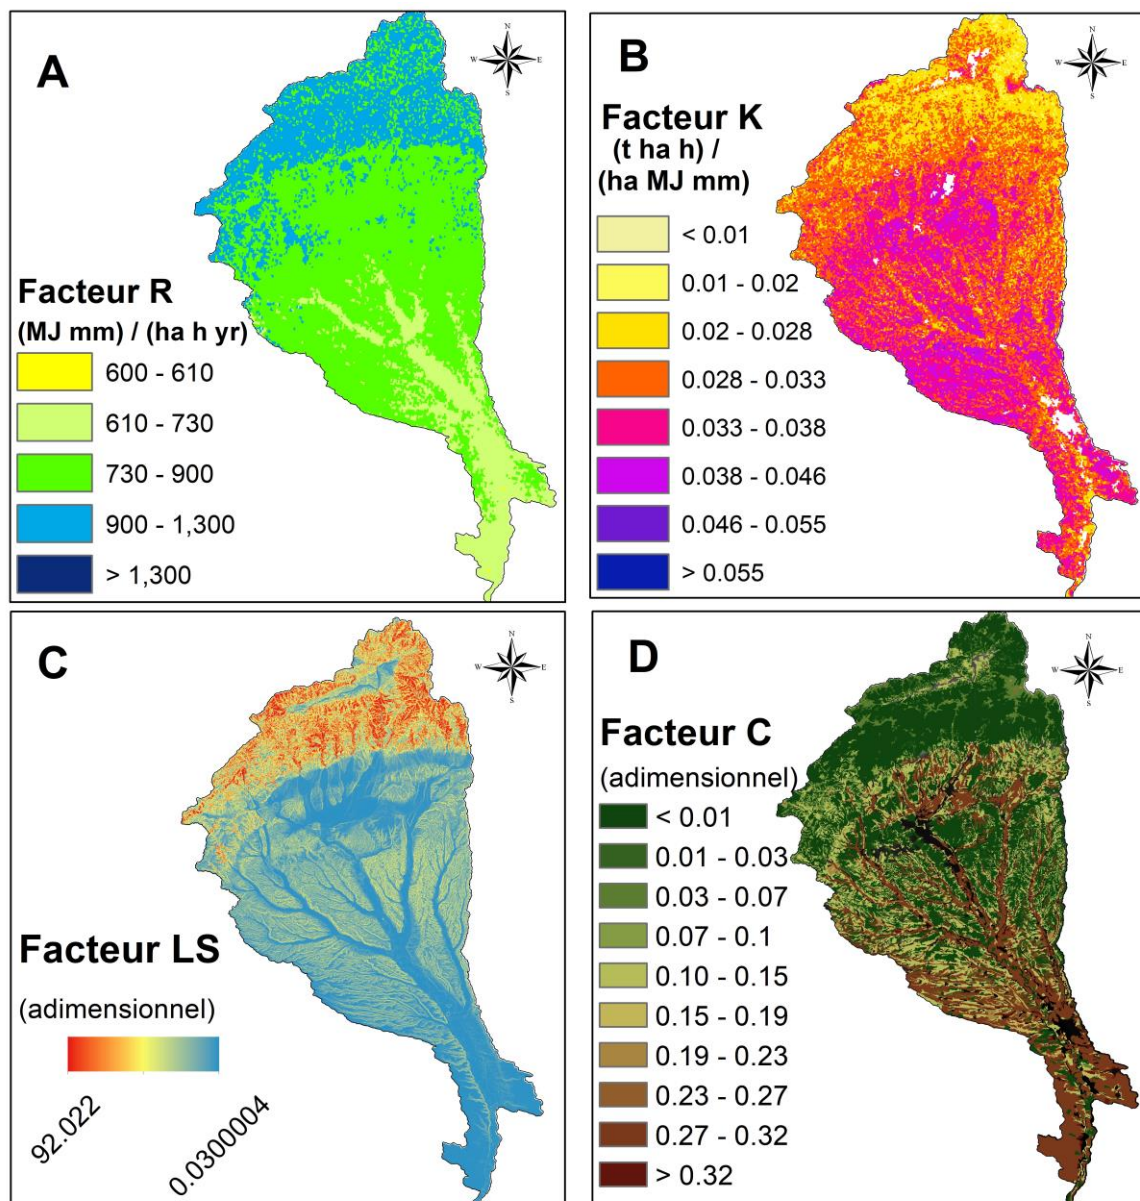 A
N
W
E
S
Facteur R
(MJ mm) / (ha h yr)
600 - 610
610 - 730
730 - 900
900 - 1,300
> 1,300
B
N
W
E
S
Facteur K
(t ha h) /
(ha MJ mm)
< 0.01
0.01 - 0.02
0.02 - 0.028
0.028 - 0.033
0.033 - 0.038
0.038 - 0.046
0.046 - 0.055
> 0.055
C
N
W
E
S
Facteur LS
(adimensionnel)
92.022
0.0300004
D
N
W
E
S
Facteur C
(adimensionnel)
< 0.01
0.01 - 0.03
0.03 - 0.07
0.07 - 0.1
0.10 - 0.15
0.15 - 0.19
0.19 - 0.23
0.23 - 0.27
0.27 - 0.32
> 0.32